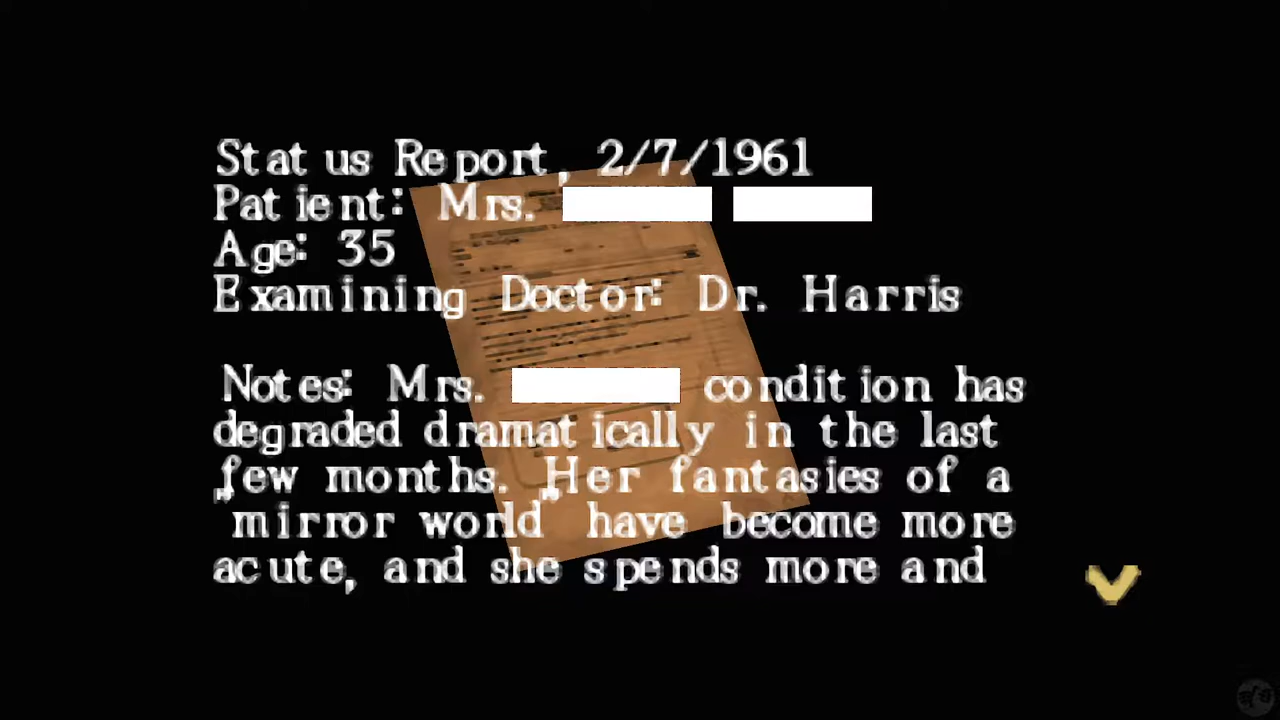 Status Report, 2/7/1961
Patient: Mrs.
Age: 35
Examining Doctor: Dr. Harris
Notes: Mrs. condition has
degraded dramatically in the last
few months. Her fantasies of a
"mirror world" have become more
acute, and she spends more and